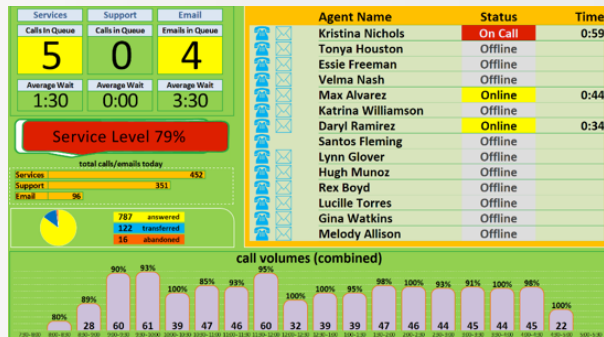 Services Support Email
Calls In Queue Calls in Queue Emails in Queue
5 0 4
Average Wait Average Wait Average Wait
1:30 0:00 3:30
Service Level 79%
total calls/emails today
Services 452
Support 351
Email 96
787 answered
122 transferred
16 abandoned
Agent Name Status Time
Kristina Nichols On Call 0:59
Tonya Houston Offline
Essie Freeman Offline
Velma Nash Offline
Max Alvarez Online 0:44
Katrina Williamson Offline
Daryl Ramirez Online 0:34
Santos Fleming Offline
Lynn Glover Offline
Hugh Munoz Offline
Rex Boyd Offline
Lucille Torres Offline
Gina Watkins Offline
Melody Allison Offline
call volumes (combined)
80% 89% 90% 93% 100% 85% 93% 95% 100% 100% 95% 98% 100% 93% 91% 100% 98% 100%
28 60 61 39 47 46 60 32 39 39 47 46 44 45 44 45 22